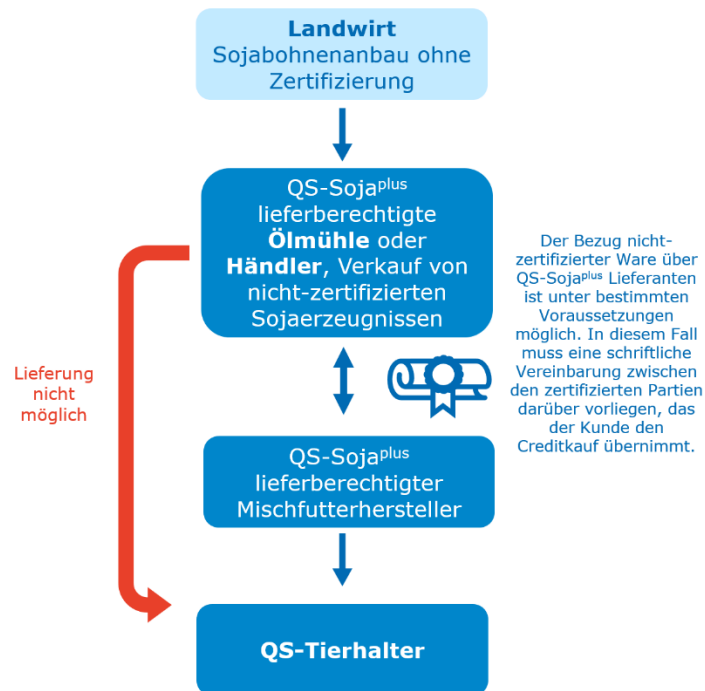 Landwirt
Sojabohnenanbau ohne
Zertifizierung
QS-Sojaplus
lieferberechtigte
Ölmühle oder
Händler, Verkauf von
nicht-zertifizierten
Sojaerzeugnissen
Der Bezug nicht-
zertifizierter Ware über
QS-Sojaplus Lieferanten
ist unter bestimmten
Voraussetzungen
möglich. In diesem Fall
muss eine schriftliche
Vereinbarung zwischen
den zertifizierten Partien
darüber vorliegen, das
der Kunde den
Creditkauf übernimmt.
Lieferung
nicht
möglich
QS-Sojaplus
lieferberechtigter
Mischfutterhersteller
QS-Tierhalter